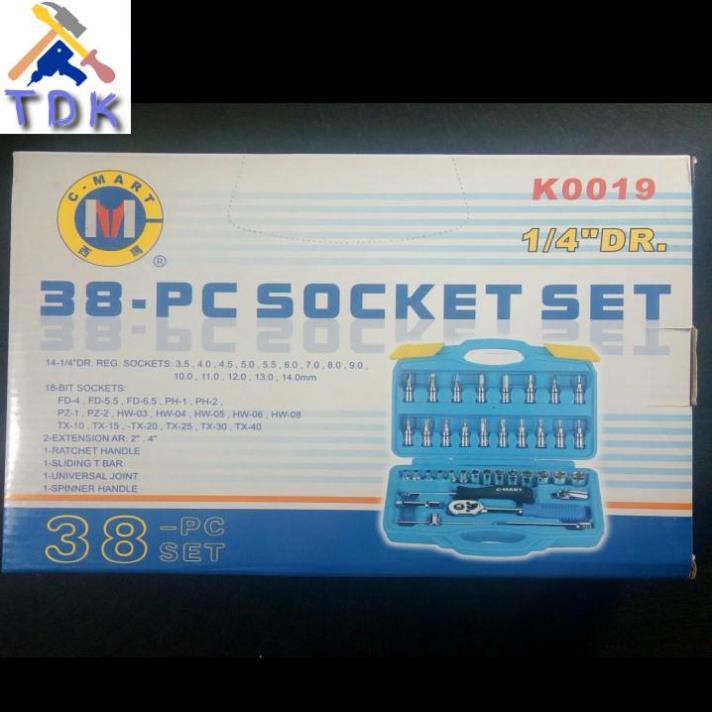 TDK
C-MART
西玛
®
K0019
1/4"DR.
38-PC SOCKET SET
14-1/4"DR. REG. SOCKETS: 3.5 , 4.0 , 4.5 , 5.0 , 5.5 , 6.0 , 7.0 , 8.0 , 9.0 ,
10.0 , 11.0 , 12.0 , 13.0 , 14.0mm
18-BIT SOCKETS:
FD-4 , FD-5.5 , FD-6.5 , PH-1 , PH-2 ,
PZ-1 , PZ-2 , HW-03 , HW-04 , HW-05 , HW-06 , HW-08
TX-10 , TX-15 , -TX-20 , TX-25 , TX-30 , TX-40
2-EXTENSION AR: 2" , 4"
1-RATCHET HANDLE
1-SLIDING T BAR
1-UNIVERSAL JOINT
1-SPINNER HANDLE
C-MART
38-PC
SET